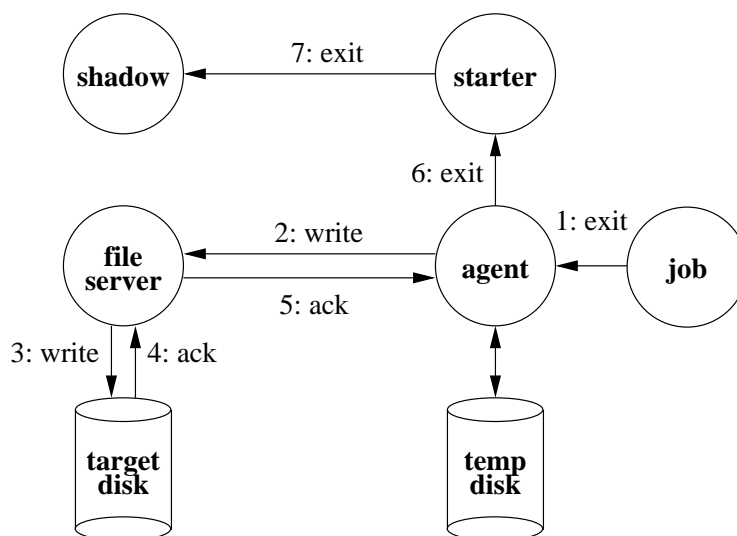 7: exit
shadow
starter
6: exit
2: write
1: exit
file
server
agent
job
5: ack
3: write
4: ack
target
disk
temp
disk